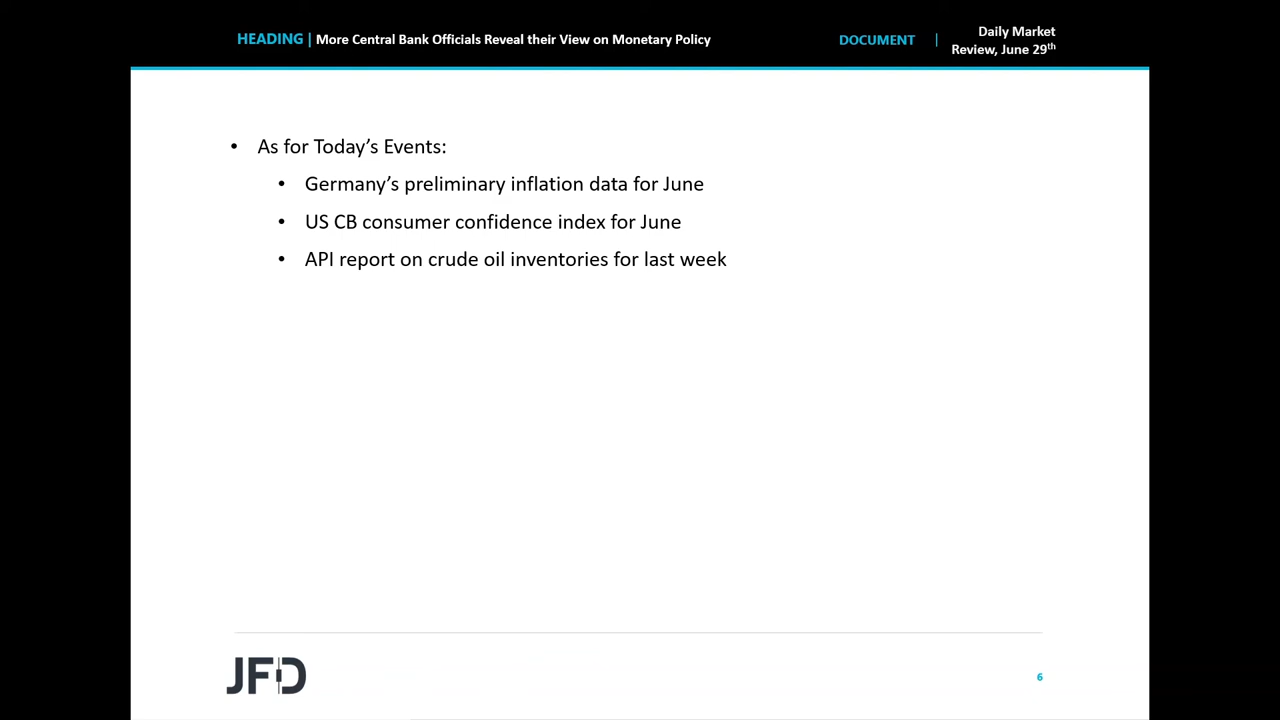 HEADING | More Central Bank Officials Reveal their View on Monetary Policy
DOCUMENT | Daily Market
Review, June 29th
• As for Today’s Events:
• Germany’s preliminary inflation data for June
• US CB consumer confidence index for June
• API report on crude oil inventories for last week
JFD
6